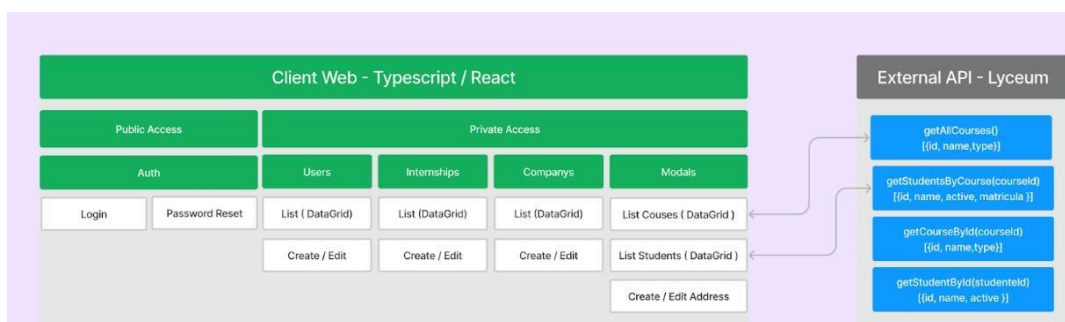 Client Web - Typescript / React
External API - Lyceum
Public Access
Private Access
Auth
Users
Internships
Companys
Modals
Login
Password Reset
List ( DataGrid)
List (DataGrid)
List (DataGrid)
List Couses ( DataGrid )
Create / Edit
Create / Edit
Create / Edit
List Students ( DataGrid )
Create / Edit Address
getAllCourses()
[{id, name,type}]
getStudentsByCourse(courseId)
[{id, name, active, matricula }]
getCourseById(courseId)
[{id, name,type}]
getStudentById(studenteId)
[{id, name, active }]